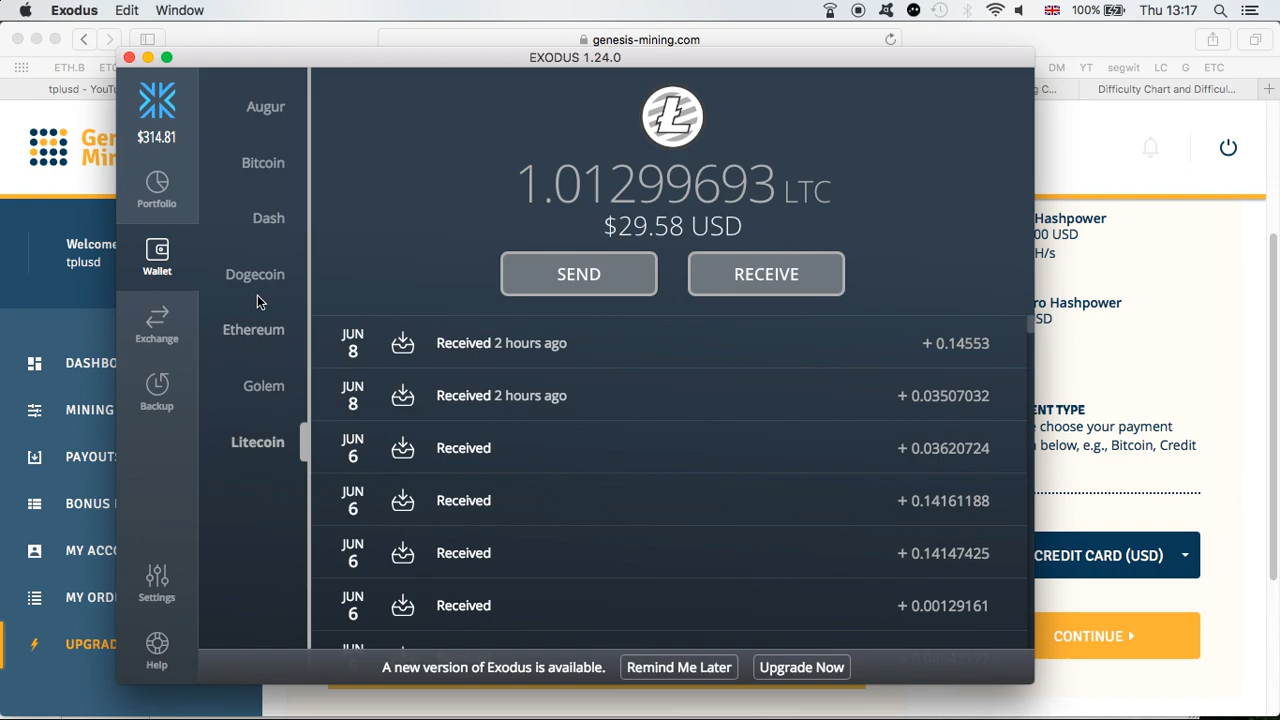 Exodus Edit Window
100% Thu 13:17
genesis-mining.com
ETH.B ETC
DM YT segwit LC G ETC
tplusd - YouTu
ng C...
Difficulty Chart and Difficul...
EXODUS 1.24.0
Gen
Min
Welcome
tplusd
DASHBO
MINING
PAYOUTS
BONUS
MY ACC
MY ORD
UPGRAD
$314.81
Portfolio
Wallet
Exchange
Backup
Settings
Help
Augur
Bitcoin
Dash
Dogecoin
Ethereum
Golem
Litecoin
1.01299693 LTC
$29.58 USD
SEND
RECEIVE
JUN 8 Received 2 hours ago + 0.14553
JUN 8 Received 2 hours ago + 0.03507032
JUN 6 Received + 0.03620724
JUN 6 Received + 0.14161188
JUN 6 Received + 0.14147425
JUN 6 Received + 0.00129161
A new version of Exodus is available. Remind Me Later Upgrade Now
Hashpower
00 USD
H/s
ro Hashpower
SD
ENT TYPE
e choose your payment
n below, e.g., Bitcoin, Credit
CREDIT CARD (USD)
CONTINUE